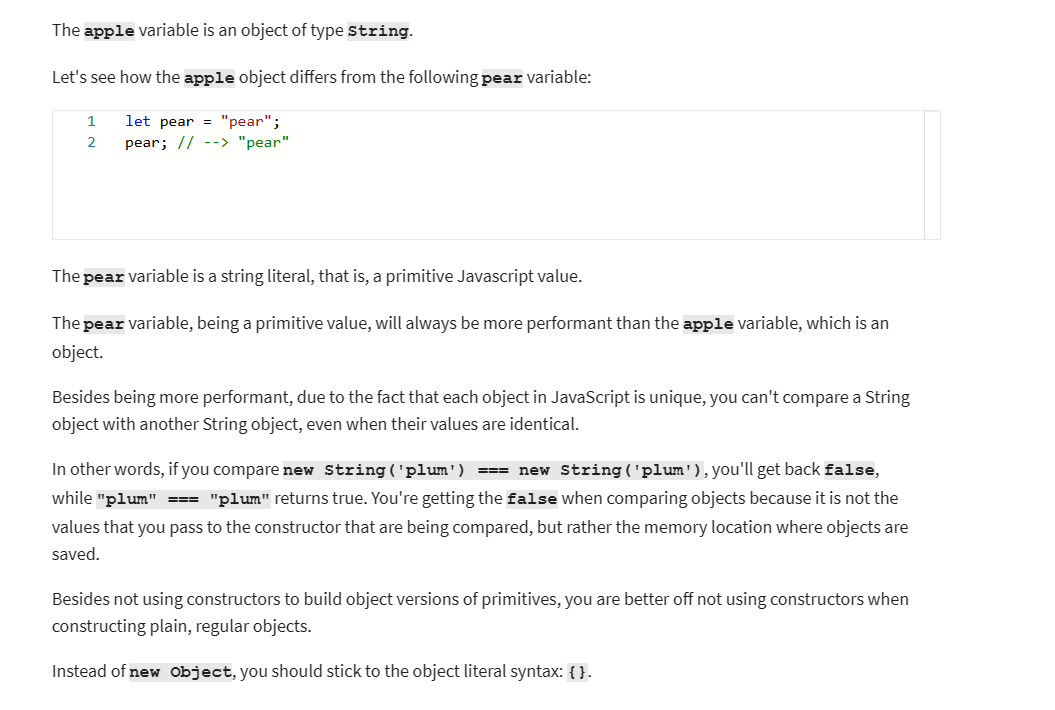 The apple variable is an object of type String.
Let's see how the apple object differs from the following pear variable:
1 let pear = "pear";
2 pear; // --> "pear"
The pear variable is a string literal, that is, a primitive Javascript value.
The pear variable, being a primitive value, will always be more performant than the apple variable, which is an
object.
Besides being more performant, due to the fact that each object in JavaScript is unique, you can't compare a String
object with another String object, even when their values are identical.
In other words, if you compare new String('plum') === new String('plum'), you'll get back false,
while "plum" === "plum" returns true. You're getting the false when comparing objects because it is not the
values that you pass to the constructor that are being compared, but rather the memory location where objects are
saved.
Besides not using constructors to build object versions of primitives, you are better off not using constructors when
constructing plain, regular objects.
Instead of new Object, you should stick to the object literal syntax: {}.